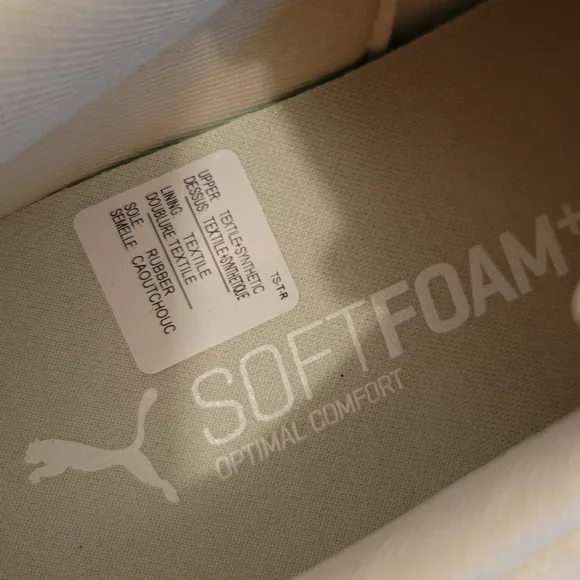 UPPER: TEXTILE+SYNTHETIC
DESSUS: TEXTILE+SYNTHETIQUE
LINING: TEXTILE
DOUBLURE: TEXTILE
SOLE: RUBBER
SEMELLE: CAOUTCHOUC
TS-T-R
SOFTFOAM+
OPTIMAL COMFORT